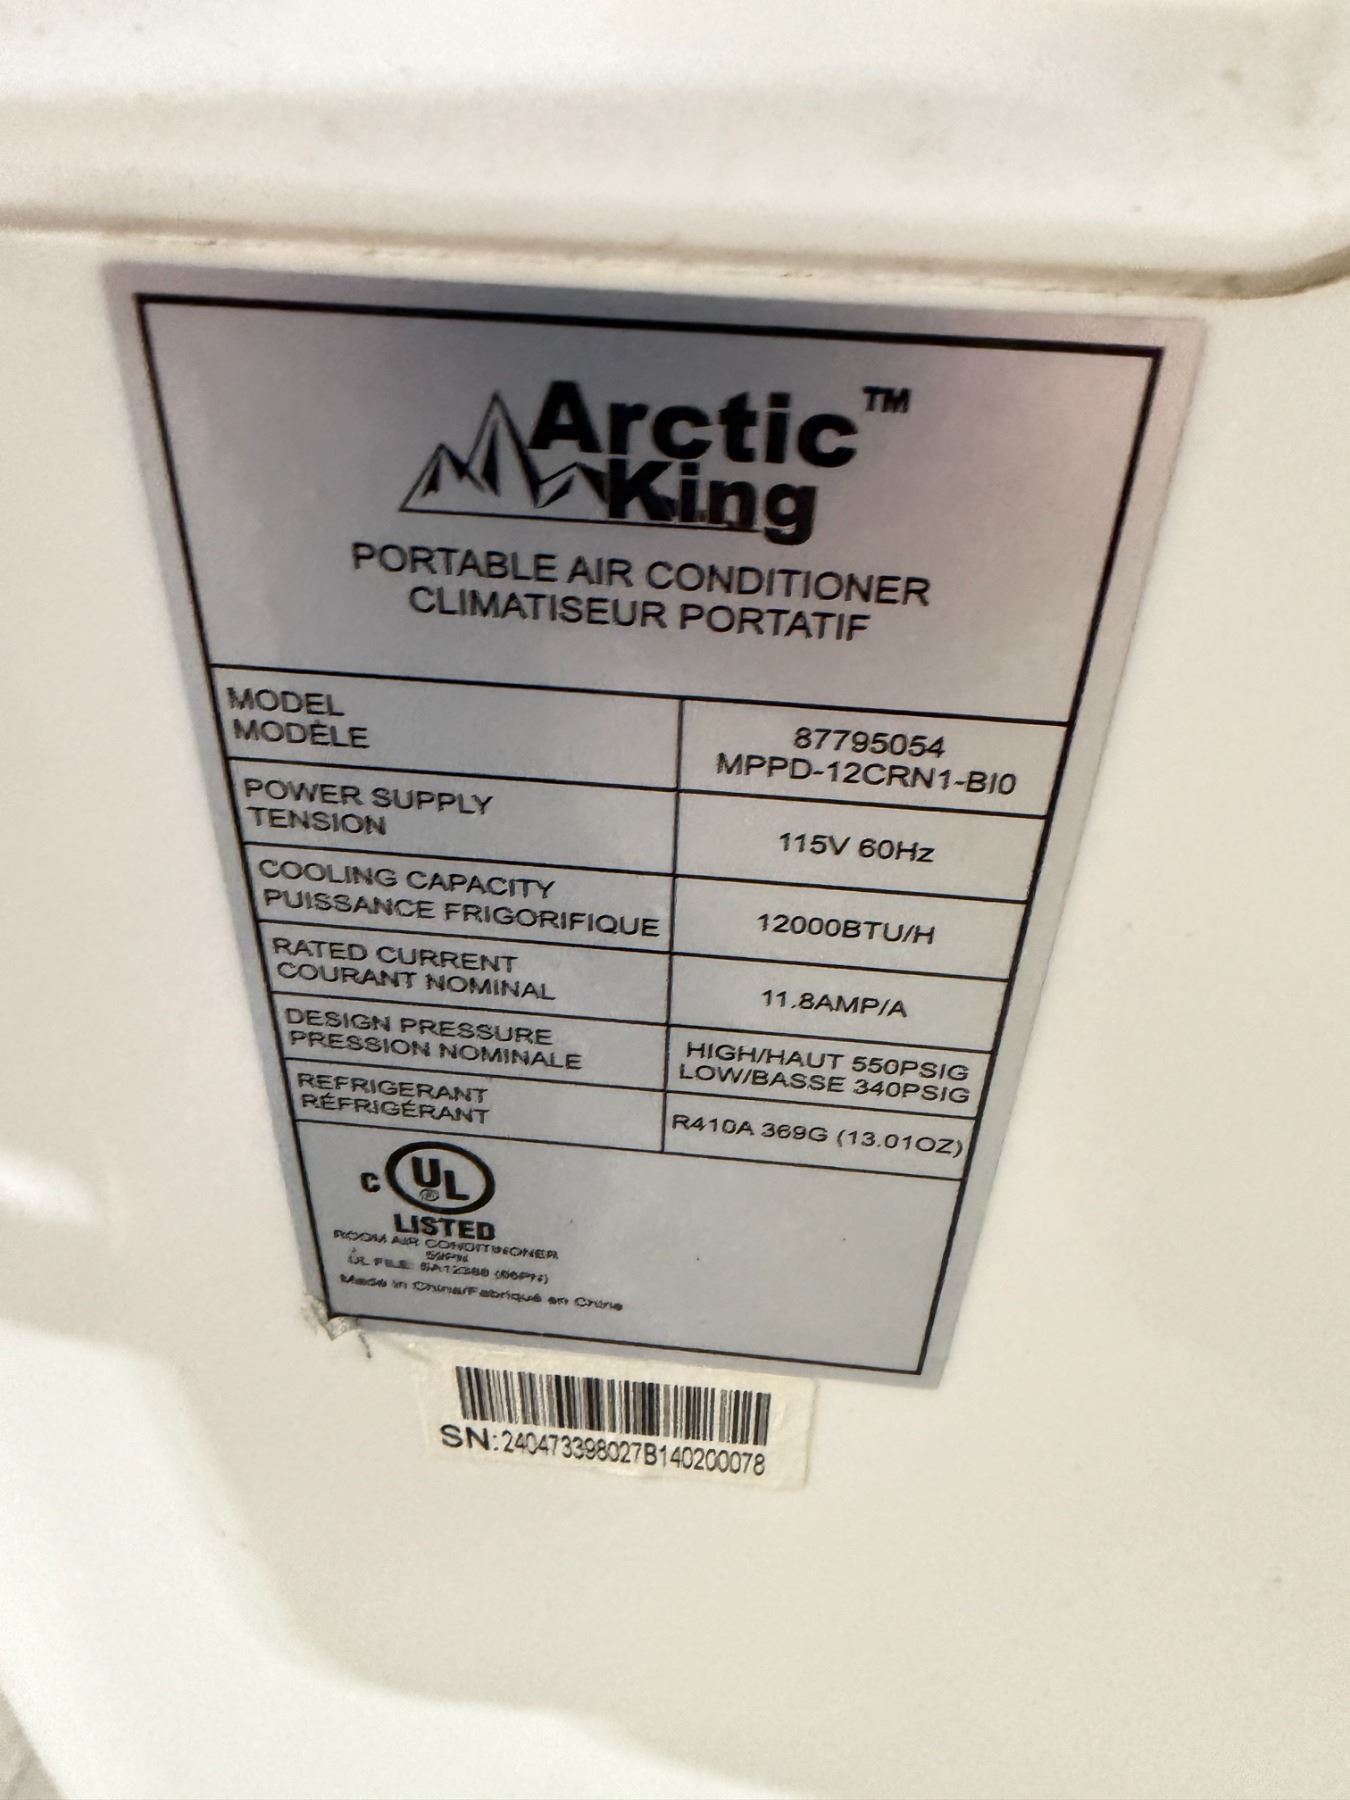 Arctic™
King
PORTABLE AIR CONDITIONER
CLIMATISEUR PORTATIF
MODEL
MODÈLE
87795054
MPPD-12CRN1-BI0
POWER SUPPLY
TENSION
115V 60Hz
COOLING CAPACITY
PUISSANCE FRIGORIFIQUE
12000BTU/H
RATED CURRENT
COURANT NOMINAL
11.8AMP/A
DESIGN PRESSURE
PRESSION NOMINALE
HIGH/HAUT 550PSIG
LOW/BASSE 340PSIG
REFRIGERANT
RÉFRIGÉRANT
R410A 369G (13.01OZ)
C UL ®
LISTED
ROOM AIR CONDITINONER
UL FILE:
Made in China/Fabriqué en Chine
SN:240473398027B140200078